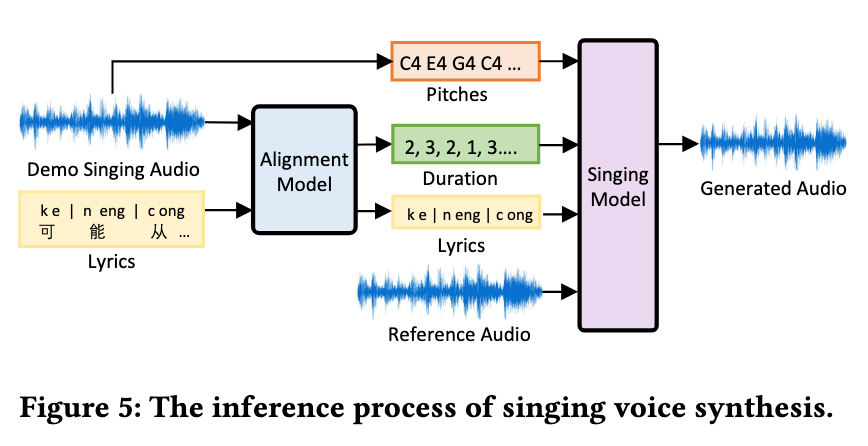 C4 E4 G4 C4 ...
Pitches
Demo Singing Audio
k e | n eng | c ong
可 能 从 ...
Lyrics
Alignment
Model
2, 3, 2, 1, 3....
Duration
k e | n eng | c ong
Lyrics
Reference Audio
Singing
Model
Generated Audio
Figure 5: The inference process of singing voice synthesis.